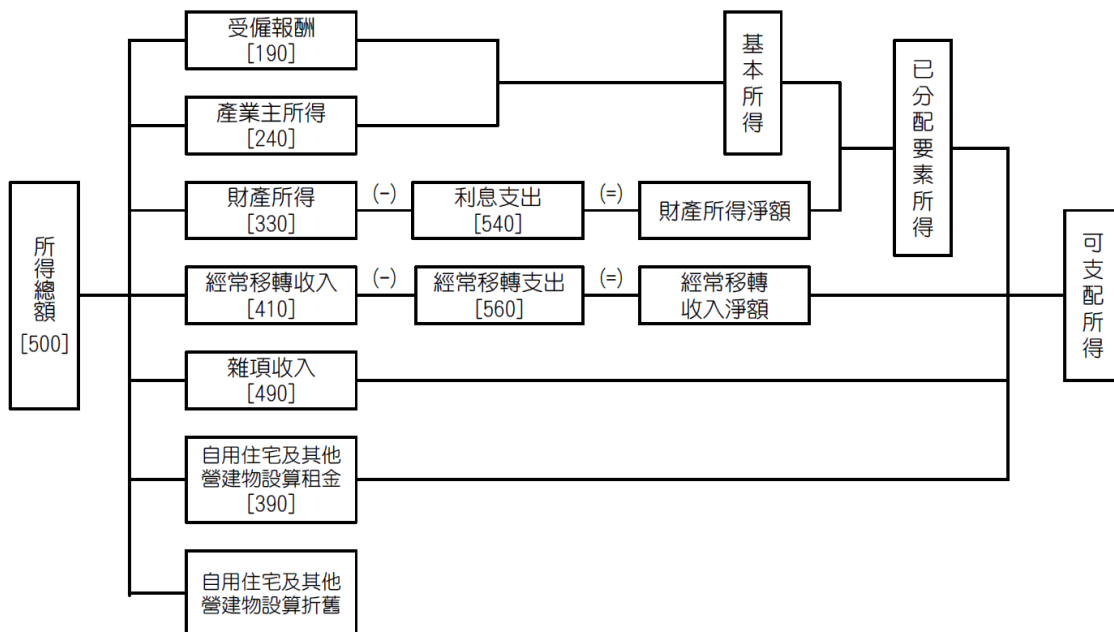 受僱報酬
[190]
基本所得
已分配要素所得
產業主所得
[240]
財產所得
[330]
(-)
利息支出
[540]
(=)
財產所得淨額
所得總額
[500]
經常移轉收入
[410]
(-)
經常移轉支出
[560]
(=)
經常移轉
收入淨額
可支配所得
雜項收入
[490]
自用住宅及其他
營建物設算租金
[390]
自用住宅及其他
營建物設算折舊